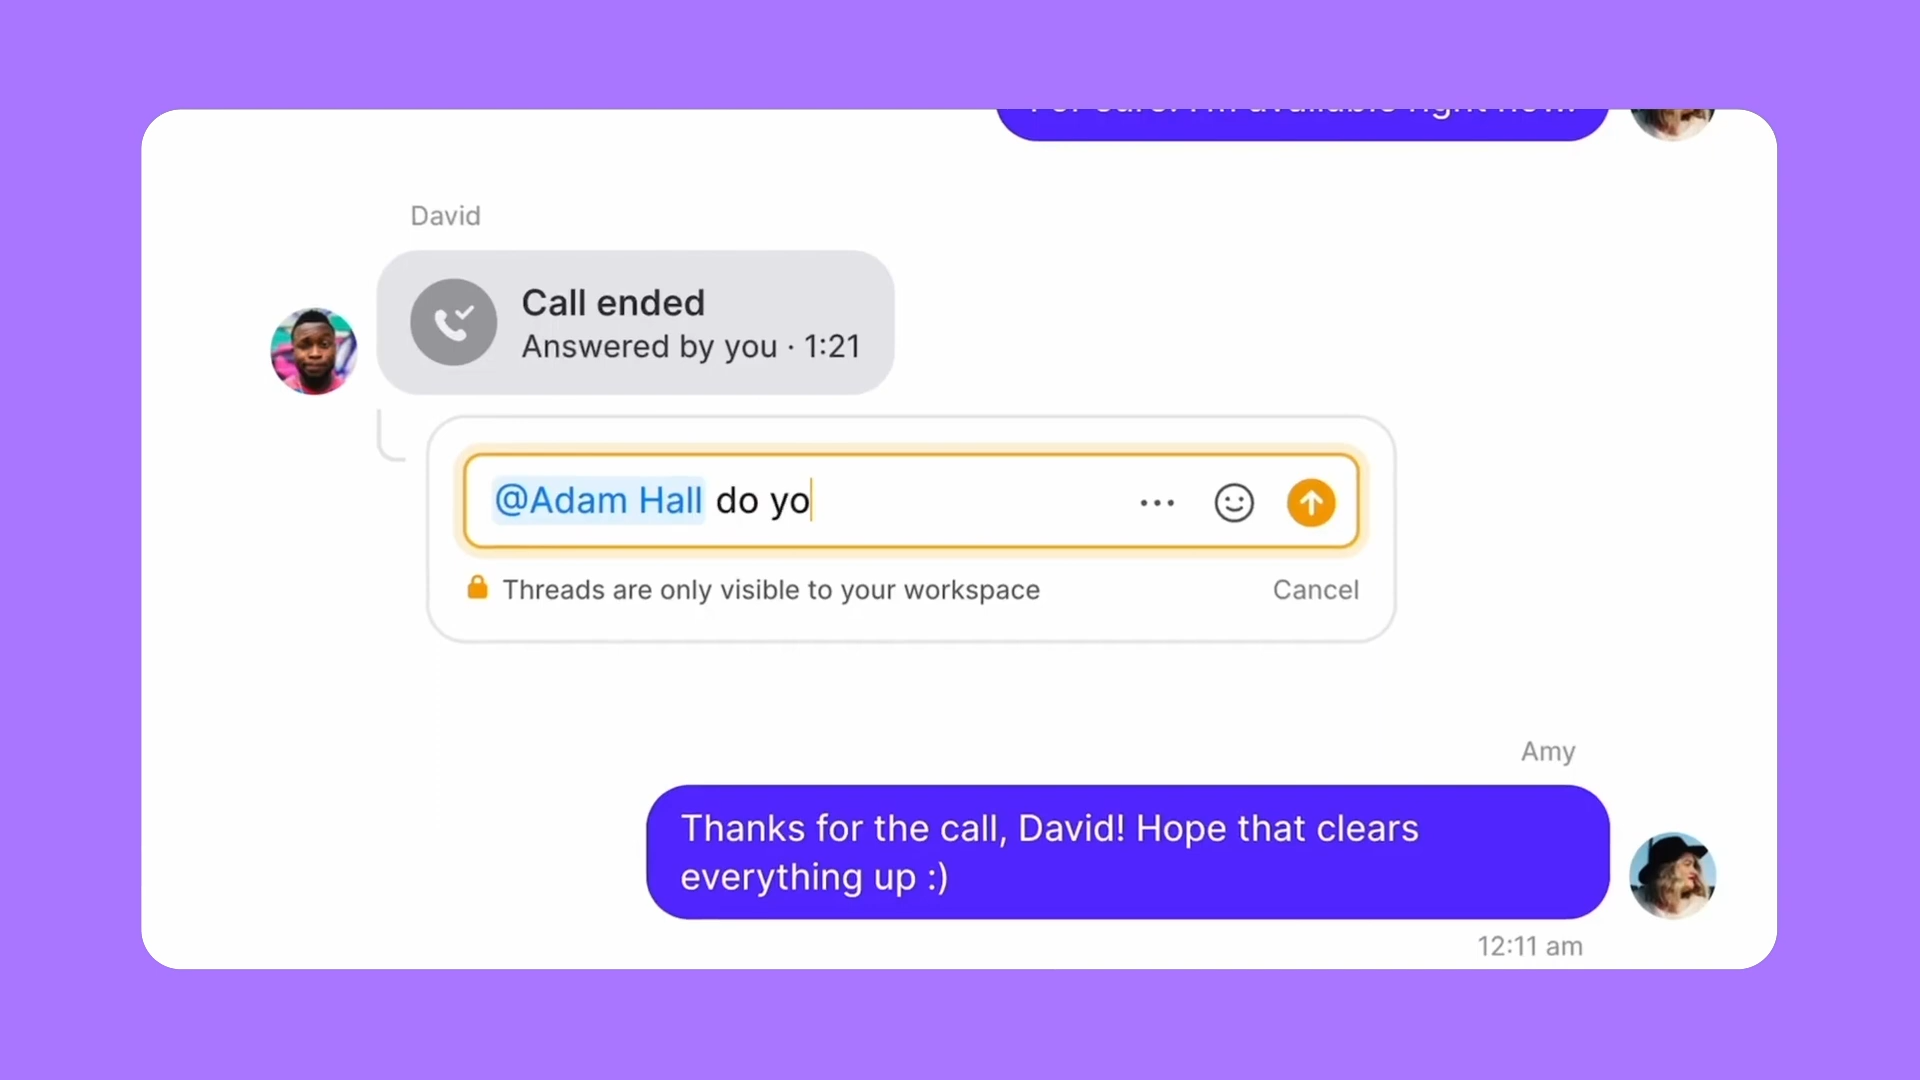 David
Call ended
Answered by you · 1:21
@Adam Hall do yo
Threads are only visible to your workspace
Cancel
Amy
Thanks for the call, David! Hope that clears
everything up :)
12:11 am